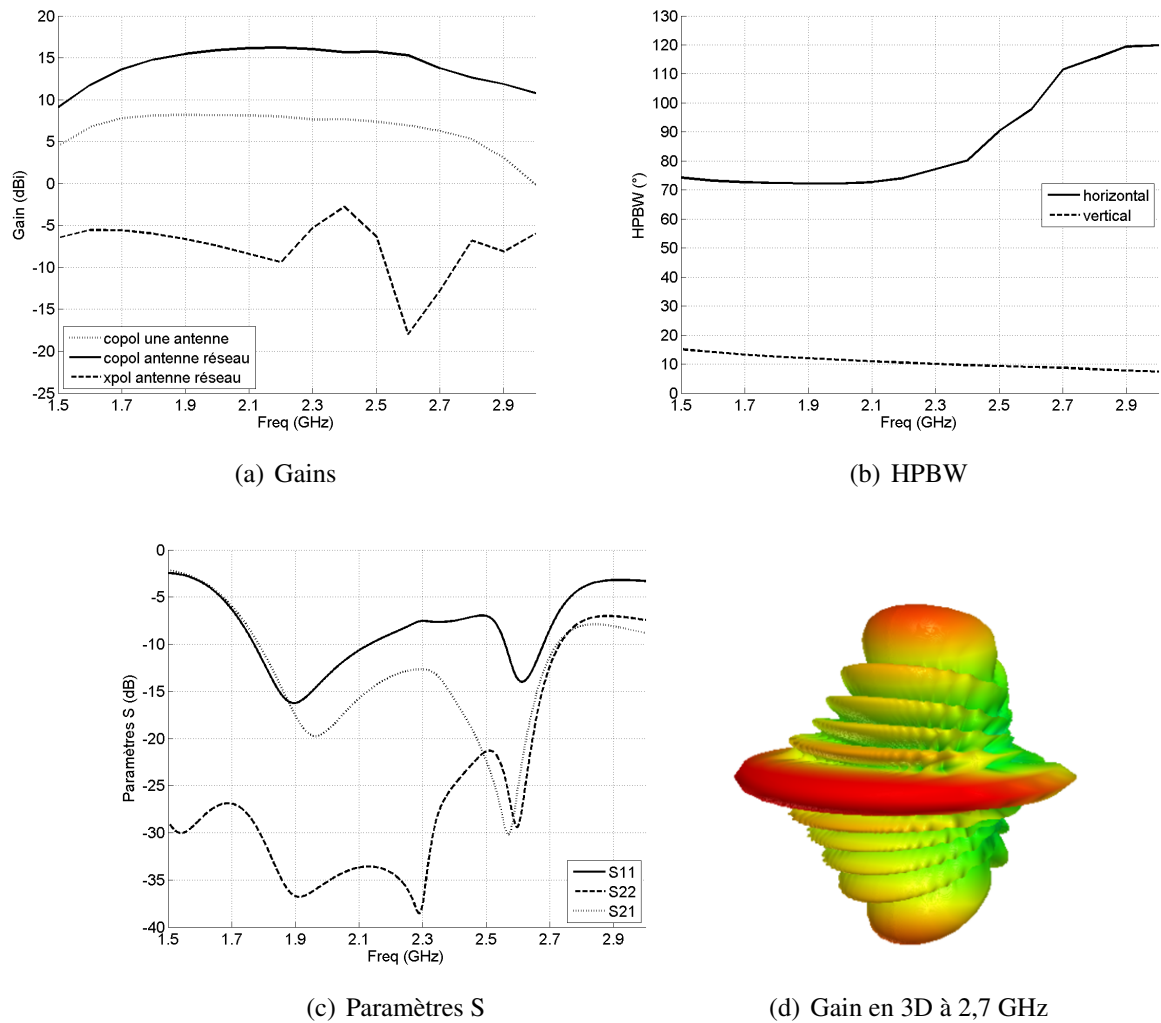 20
15
10
5
0
-5
-10
-15
-20
-25
Gain (dBi)
copol une antenne
copol antenne réseau
xpol antenne réseau
1.5 1.7 1.9 2.1 2.3 2.5 2.7 2.9
Freq (GHz)
(a) Gains
130
120
110
100
90
80
70
60
50
40
30
20
10
0
HPBW (°)
horizontal
vertical
1.5 1.7 1.9 2.1 2.3 2.5 2.7 2.9
Freq (GHz)
(b) HPBW
0
-5
-10
-15
-20
-25
-30
-35
-40
Paramètres S (dB)
S11
S22
S21
1.5 1.7 1.9 2.1 2.3 2.5 2.7 2.9
Freq (GHz)
(c) Paramètres S
(d) Gain en 3D à 2,7 GHz